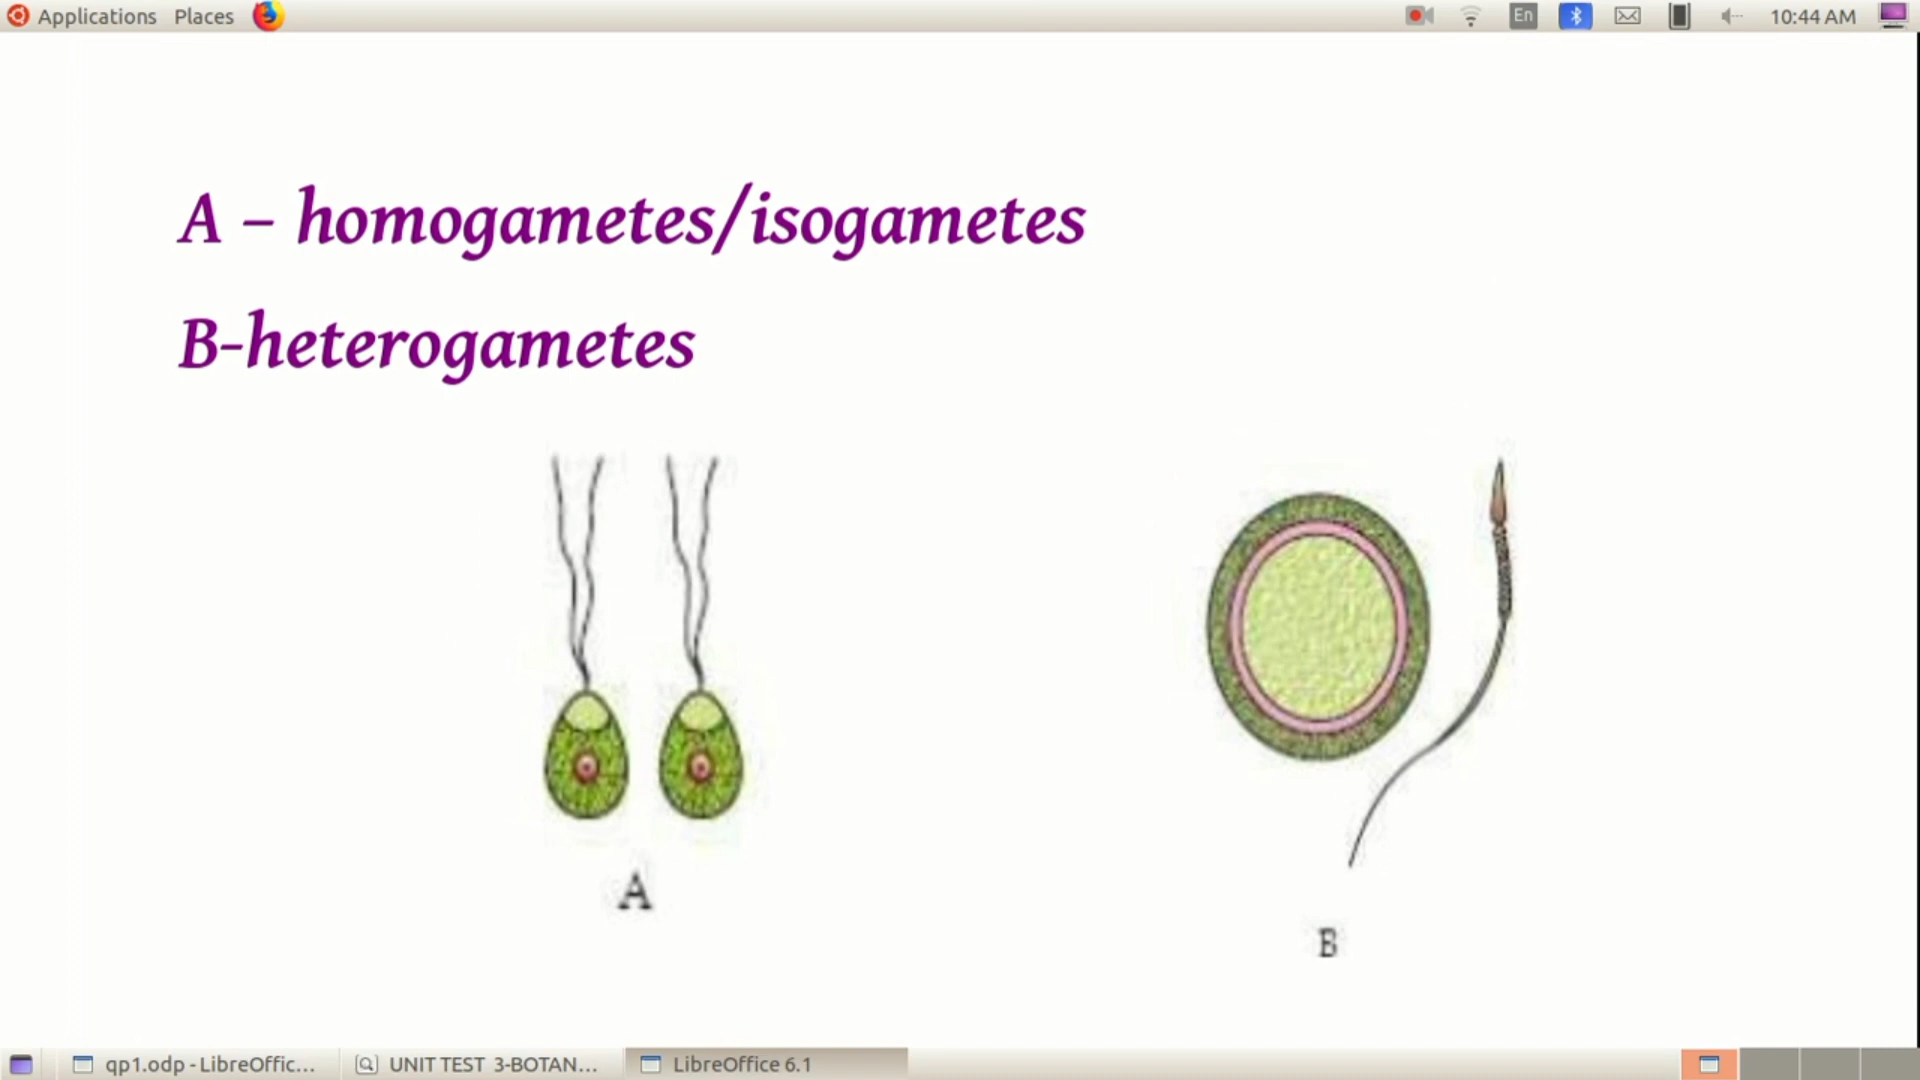 Applications Places En 10:44 AM
A – homogametes/isogametes
B-heterogametes
A
B
qp1.odp - LibreOffic... UNIT TEST 3-BOTAN... LibreOffice 6.1